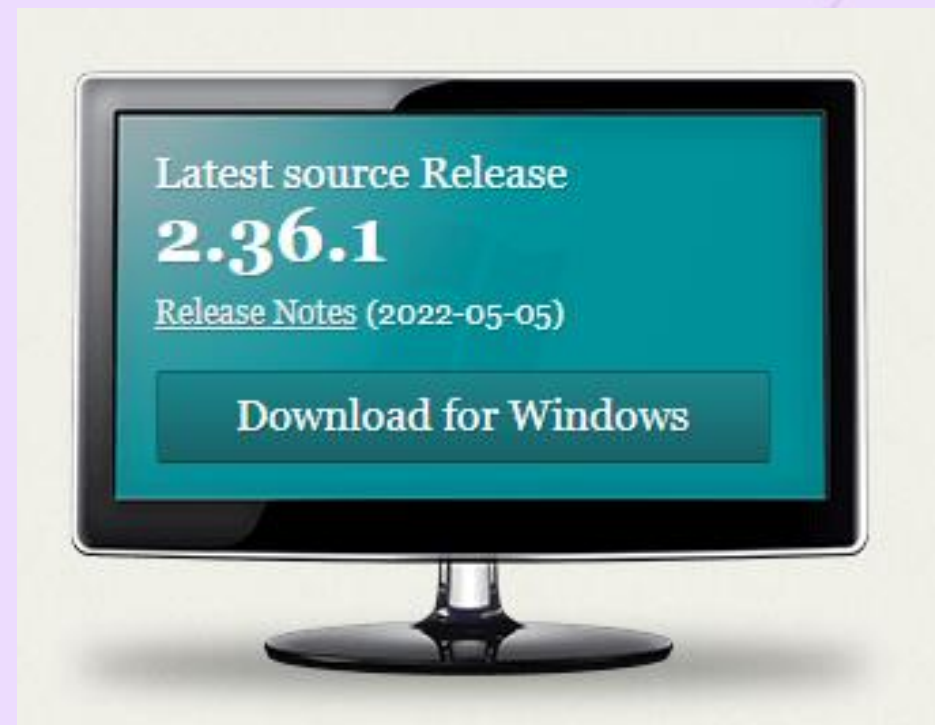 Latest source Release
2.36.1
Release Notes (2022-05-05)
Download for Windows